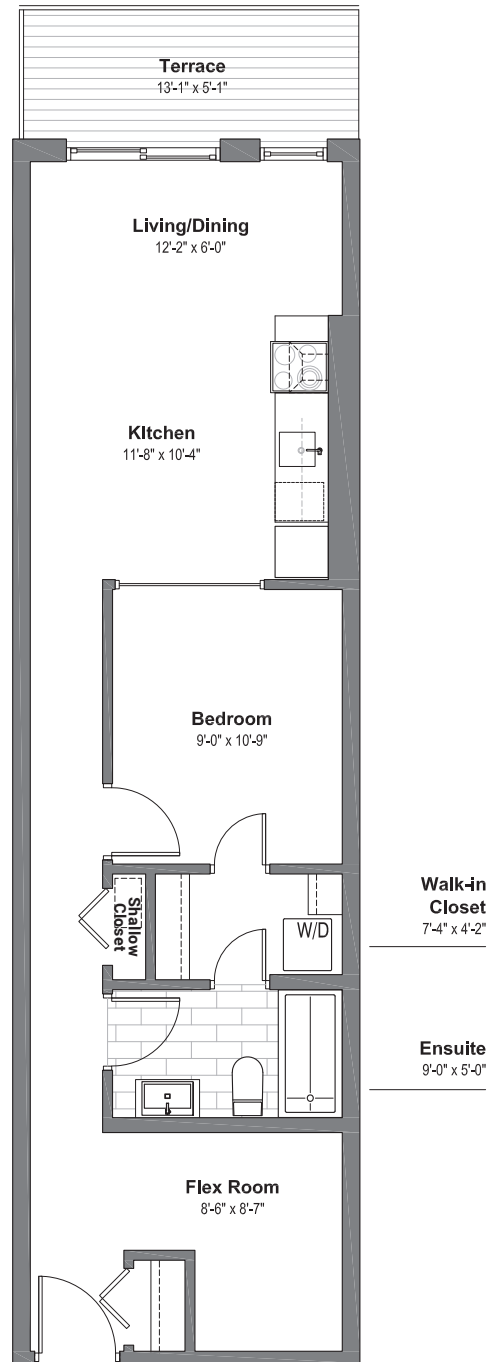 Terrace
13'-1" x 5'-1"
Living/Dining
12'-2" x 6'-0"
KItchen
11'-8" x 10'-4"
Bedroom
9'-0" x 10'-9"
Shallow
Closet
W/D
Walk-in
Closet
7'-4" x 4'-2"
Ensuite
9'-0" x 5'-0"
Flex Room
8'-6" x 8'-7"